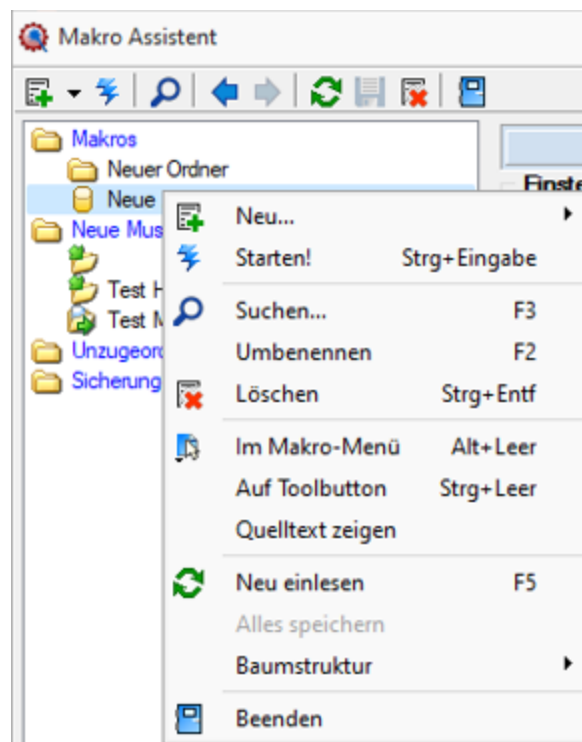 Makro Assistent
Makros
Neuer Ordner
Neue
Neue Mus
Test H
Test M
Unzugeord
Sicherung
Einste
Neu...
Starten! Strg+Eingabe
Suchen... F3
Umbenennen F2
Löschen Strg+Entf
Im Makro-Menü Alt+Leer
Auf Toolbutton Strg+Leer
Quelltext zeigen
Neu einlesen F5
Alles speichern
Baumstruktur
Beenden